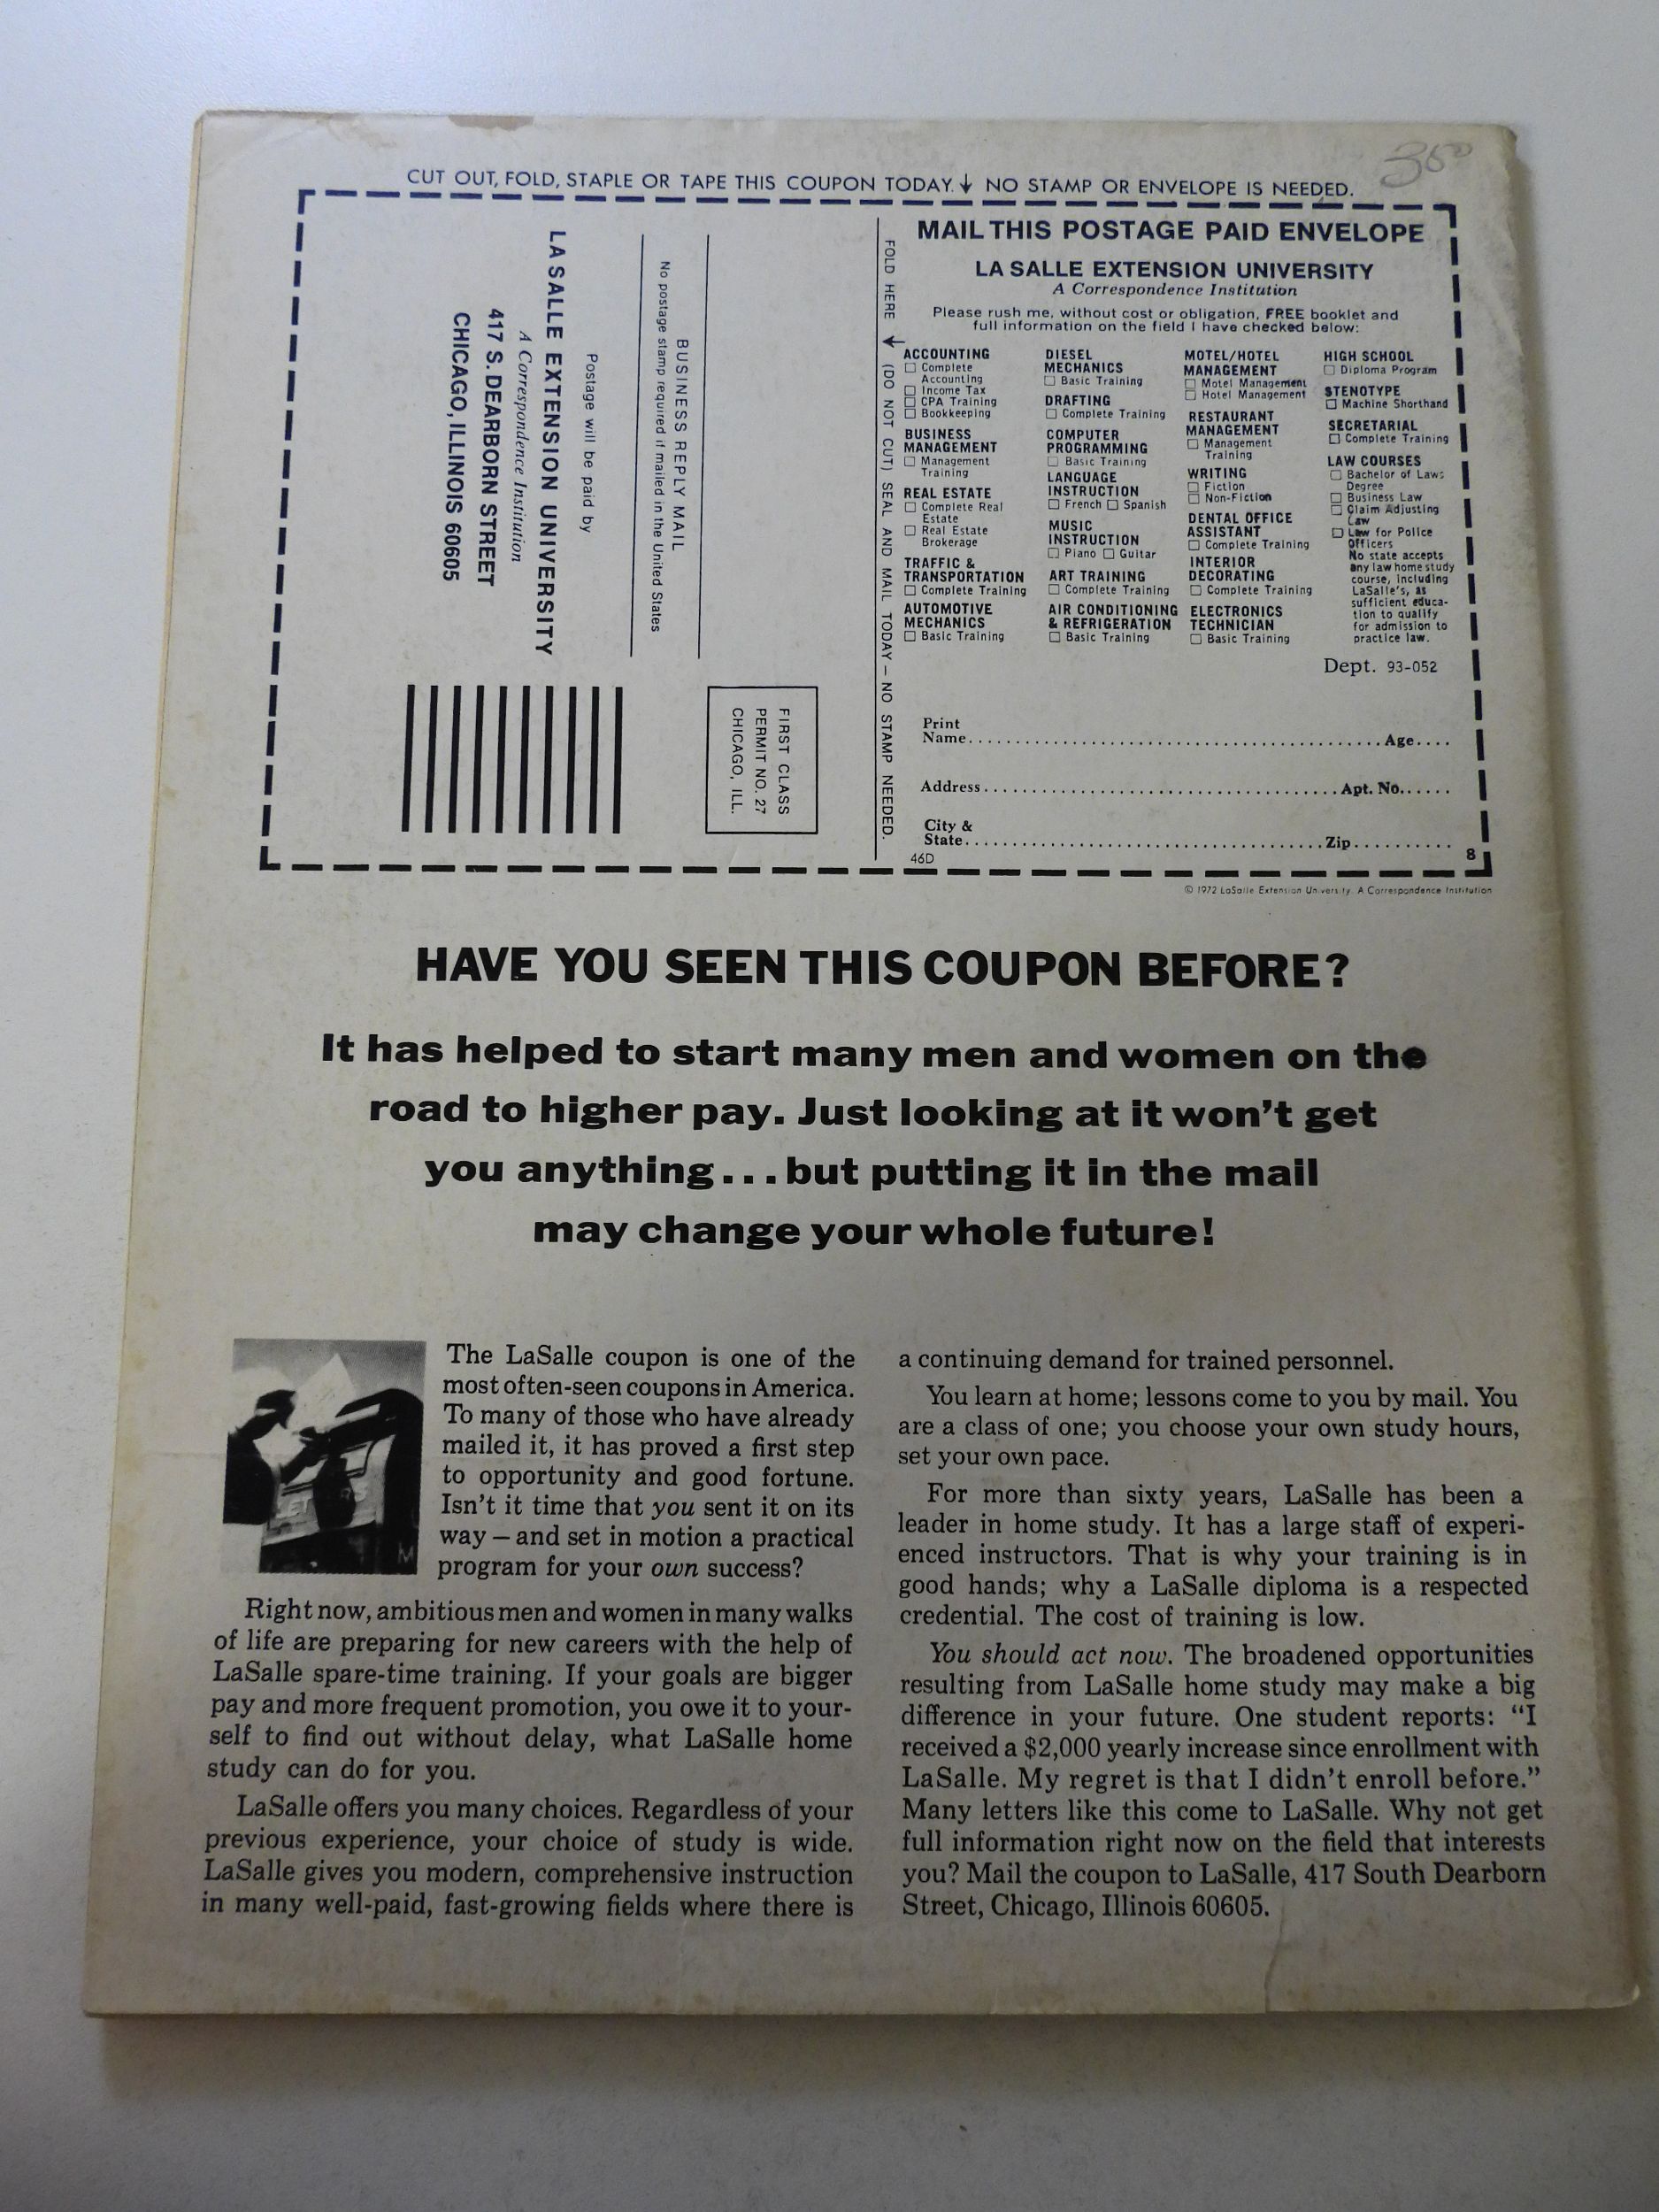 350
CUT OUT, FOLD, STAPLE OR TAPE THIS COUPON TODAY. ↓ NO STAMP OR ENVELOPE IS NEEDED.
LA SALLE EXTENSION UNIVERSITY
A Correspondence Institution
417 S. DEARBORN STREET
CHICAGO, ILLINOIS 60605
Postage will be paid by
BUSINESS REPLY MAIL
No postage stamp required if mailed in the United States
FIRST CLASS
PERMIT NO. 27
CHICAGO, ILL.
FOLD HERE ↓ (DO NOT CUT) SEAL AND MAIL TODAY – NO STAMP NEEDED.
MAIL THIS POSTAGE PAID ENVELOPE
LA SALLE EXTENSION UNIVERSITY
A Correspondence Institution
Please rush me, without cost or obligation, FREE booklet and
full information on the field I have checked below:
ACCOUNTING
☐ Complete
Accounting
☐ Income Tax
☐ CPA Training
☐ Bookkeeping
BUSINESS
MANAGEMENT
☐ Management
Training
REAL ESTATE
☐ Complete Real
Estate
☐ Real Estate
Brokerage
TRAFFIC &
TRANSPORTATION
☐ Complete Training
AUTOMOTIVE
MECHANICS
☐ Basic Training
DIESEL
MECHANICS
☐ Basic Training
DRAFTING
☐ Complete Training
COMPUTER
PROGRAMMING
☐ Basic Training
LANGUAGE
INSTRUCTION
☐ French ☐ Spanish
MUSIC
INSTRUCTION
☐ Piano ☐ Guitar
ART TRAINING
☐ Complete Training
AIR CONDITIONING
& REFRIGERATION
☐ Basic Training
MOTEL/HOTEL
MANAGEMENT
☐ Motel Management
☐ Hotel Management
RESTAURANT
MANAGEMENT
☐ Management
Training
WRITING
☐ Fiction
☐ Non-Fiction
DENTAL OFFICE
ASSISTANT
☐ Complete Training
INTERIOR
DECORATING
☐ Complete Training
ELECTRONICS
TECHNICIAN
☐ Basic Training
HIGH SCHOOL
☐ Diploma Program
STENOTYPE
☐ Machine Shorthand
SECRETARIAL
☐ Complete Training
LAW COURSES
☐ Bachelor of Laws
Degree
☐ Business Law
☐ Claim Adjusting
Law
☐ Law for Police
Officers
No state accepts
any law home study
course, including
LaSalle's, as
sufficient educa-
tion to qualify
for admission to
practice law.
Dept. 93-052
Print
Name........................................Age....
Address....................................Apt. No......
City &
State.....................................Zip..........
46D
8
© 1972 LaSalle Extension University. A Correspondence Institution
HAVE YOU SEEN THIS COUPON BEFORE?
It has helped to start many men and women on the
road to higher pay. Just looking at it won't get
you anything...but putting it in the mail
may change your whole future!
The LaSalle coupon is one of the
most often-seen coupons in America.
To many of those who have already
mailed it, it has proved a first step
to opportunity and good fortune.
Isn't it time that you sent it on its
way – and set in motion a practical
program for your own success?
Right now, ambitious men and women in many walks
of life are preparing for new careers with the help of
LaSalle spare-time training. If your goals are bigger
pay and more frequent promotion, you owe it to your-
self to find out without delay, what LaSalle home
study can do for you.
LaSalle offers you many choices. Regardless of your
previous experience, your choice of study is wide.
LaSalle gives you modern, comprehensive instruction
in many well-paid, fast-growing fields where there is
a continuing demand for trained personnel.
You learn at home; lessons come to you by mail. You
are a class of one; you choose your own study hours,
set your own pace.
For more than sixty years, LaSalle has been a
leader in home study. It has a large staff of experi-
enced instructors. That is why your training is in
good hands; why a LaSalle diploma is a respected
credential. The cost of training is low.
You should act now. The broadened opportunities
resulting from LaSalle home study may make a big
difference in your future. One student reports: "I
received a $2,000 yearly increase since enrollment with
LaSalle. My regret is that I didn't enroll before."
Many letters like this come to LaSalle. Why not get
full information right now on the field that interests
you? Mail the coupon to LaSalle, 417 South Dearborn
Street, Chicago, Illinois 60605.